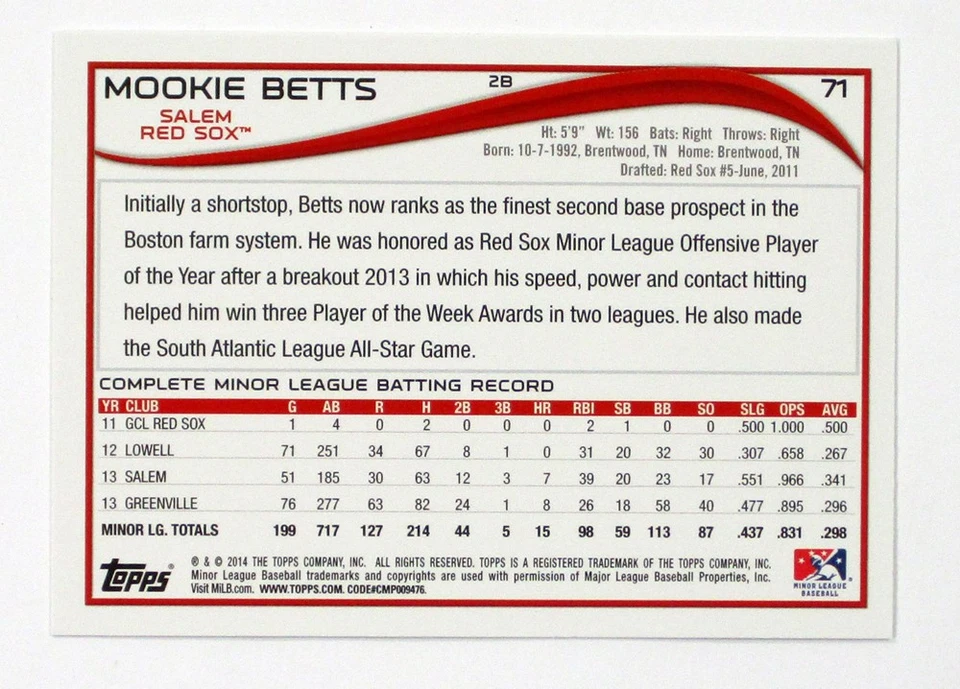 MOOKIE BETTS 2B 71
SALEM
RED SOX™
Ht: 5'9" Wt: 156 Bats: Right Throws: Right
Born: 10-7-1992, Brentwood, TN Home: Brentwood, TN
Drafted: Red Sox #5-June, 2011
Initially a shortstop, Betts now ranks as the finest second base prospect in the
Boston farm system. He was honored as Red Sox Minor League Offensive Player
of the Year after a breakout 2013 in which his speed, power and contact hitting
helped him win three Player of the Week Awards in two leagues. He also made
the South Atlantic League All-Star Game.
COMPLETE MINOR LEAGUE BATTING RECORD
YR CLUB G AB R H 2B 3B HR RBI SB BB SO SLG OPS AVG
11 GCL RED SOX 1 4 0 2 0 0 0 2 1 0 0 .500 1.000 .500
12 LOWELL 71 251 34 67 8 1 0 31 20 32 30 .307 .658 .267
13 SALEM 51 185 30 63 12 3 7 39 20 23 17 .551 .966 .341
13 GREENVILLE 76 277 63 82 24 1 8 26 18 58 40 .477 .895 .296
MINOR LG. TOTALS 199 717 127 214 44 5 15 98 59 113 87 .437 .831 .298
Topps
® & © 2014 THE TOPPS COMPANY, INC. ALL RIGHTS RESERVED. TOPPS IS A REGISTERED TRADEMARK OF THE TOPPS COMPANY, INC.
Minor League Baseball trademarks and copyrights are used with permission of Major League Baseball Properties, Inc.
Visit MiLB.com. WWW.TOPPS.COM. CODE#CMP009476.
MINOR LEAGUE
BASEBALL